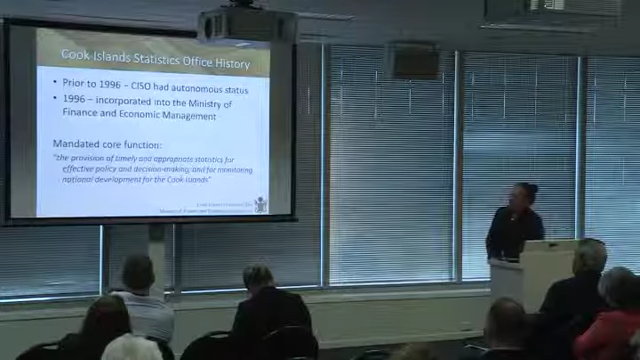 Cook Islands Statistics Office History
• Prior to 1996 – CISO had autonomous status
• 1996 – incorporated into the Ministry of
Finance and Economic Management
Mandated core function:
"the provision of timely and appropriate statistics for
effective policy and decision-making; and for monitoring
national development for the Cook Islands"